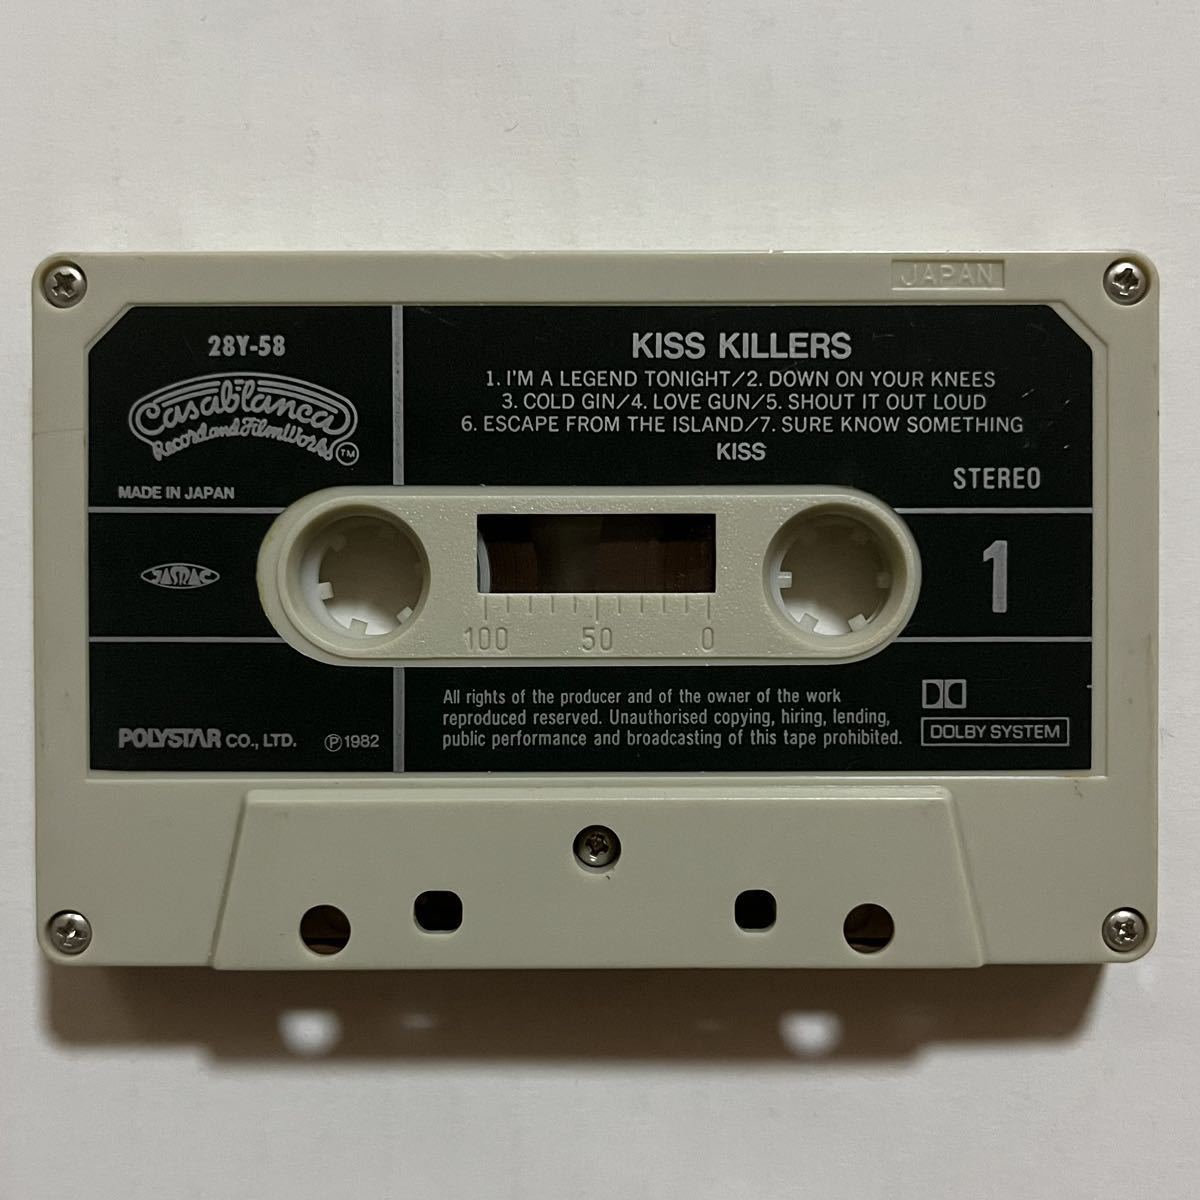 JAPAN
28Y-58
Casablanca
Record and FilmWorks
TM
MADE IN JAPAN
KISS KILLERS
1. I'M A LEGEND TONIGHT/2. DOWN ON YOUR KNEES
3. COLD GIN/4. LOVE GUN/5. SHOUT IT OUT LOUD
6. ESCAPE FROM THE ISLAND/7. SURE KNOW SOMETHING
KISS
STEREO
JASRAC
1
100 50 0
POLYSTAR CO., LTD. ℗1982
All rights of the producer and of the owner of the work
reproduced reserved. Unauthorised copying, hiring, lending,
public performance and broadcasting of this tape prohibited.
DOLBY SYSTEM